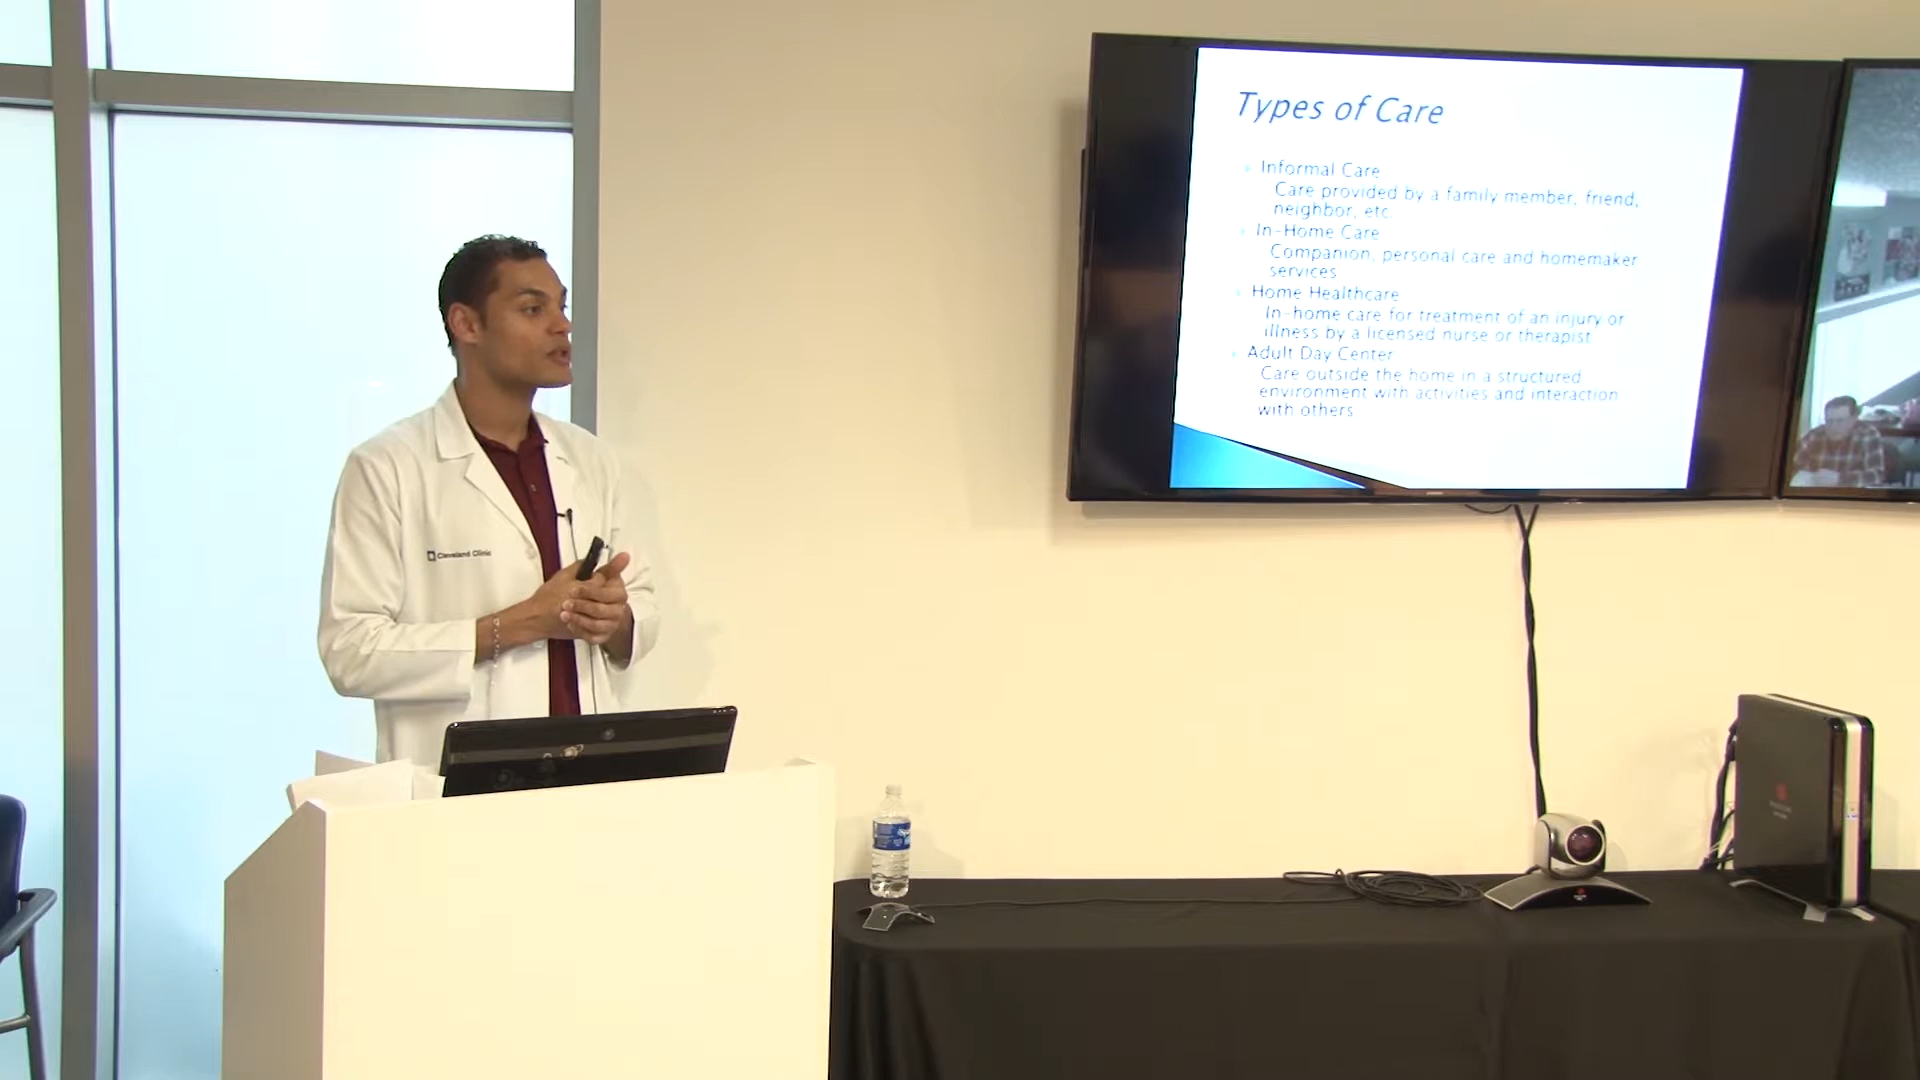 Types of Care
Informal Care
Care provided by a family member, friend,
neighbor, etc.
In-Home Care
Companion, personal care and homemaker
services
Home Healthcare
In-home care for treatment of an injury or
illness by a licensed nurse or therapist
Adult Day Center
Care outside the home in a structured
environment with activities and interaction
with others
Cleveland Clinic